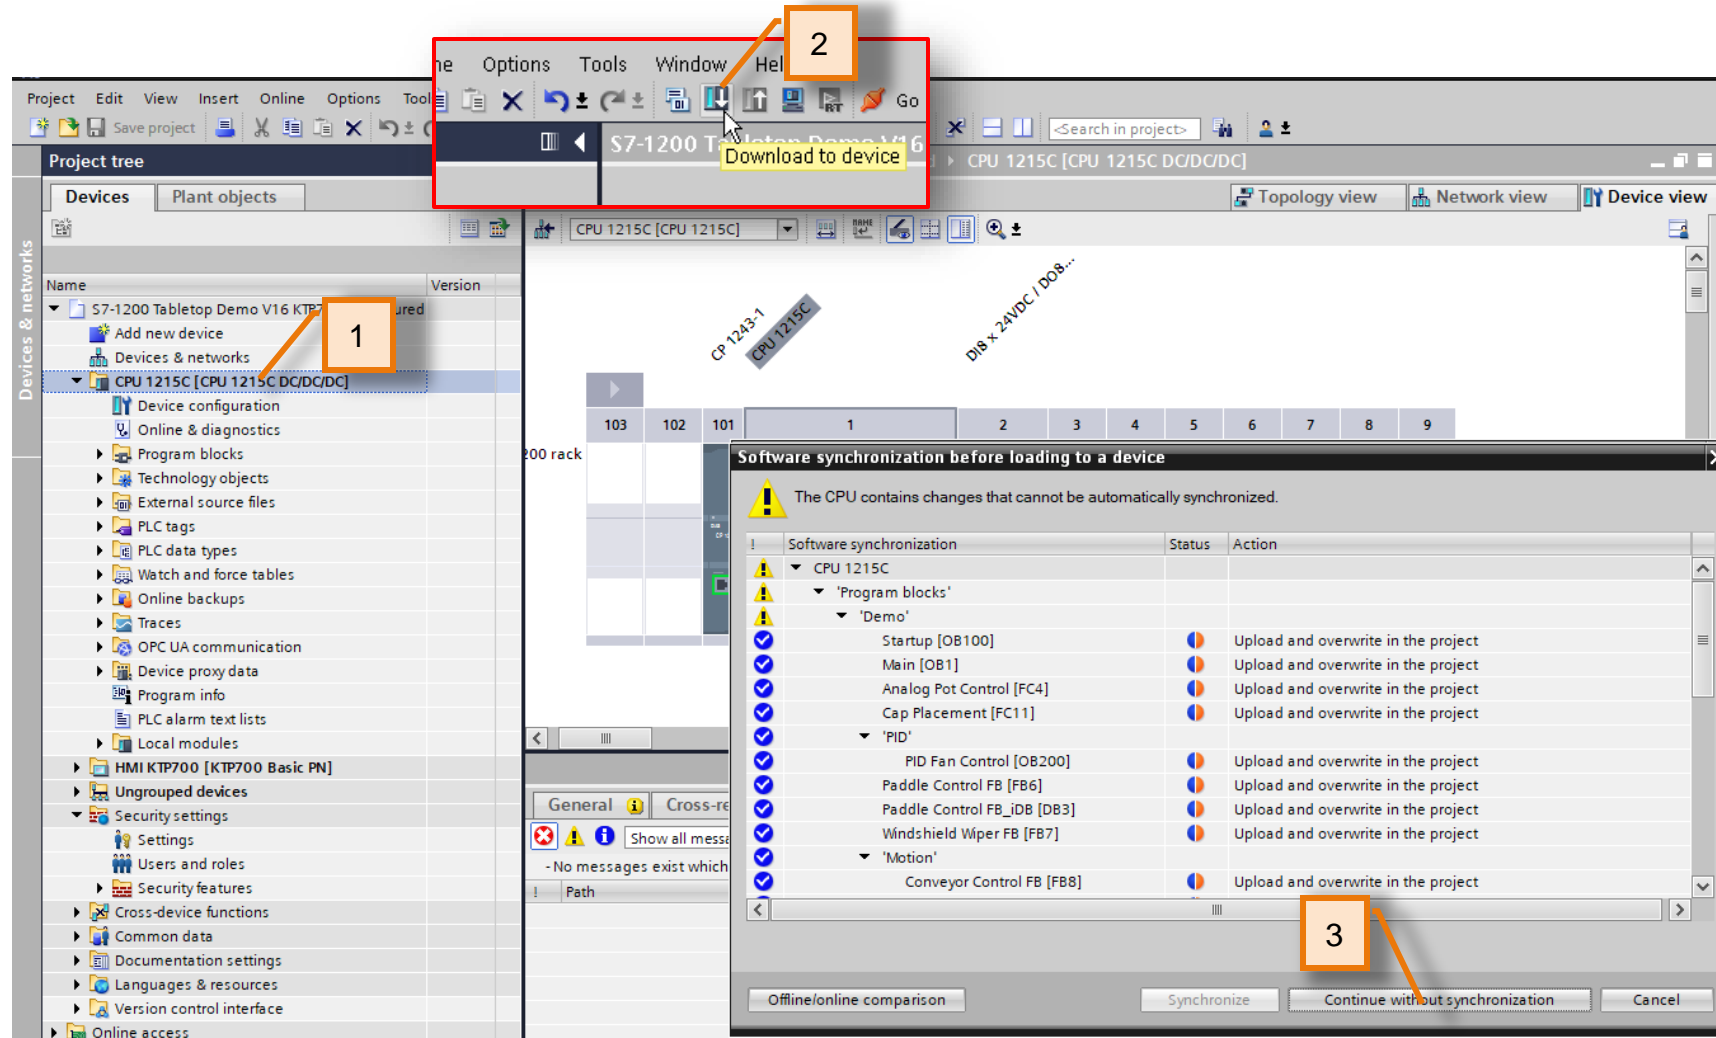 2
ne Options Tools Window Hel
Go
S7-1200 Tabletop Demo V16
Download to device
Project Edit View Insert Online Options Tool
Save project
<Search in project>
Project tree
CPU 1215C [CPU 1215C DC/DC/DC]
Devices Plant objects
Topology view Network view Device view
CPU 1215C [CPU 1215C]
Devices & networks
Name Version
S7-1200 Tabletop Demo V16 KTP7 ured
1
Add new device
Devices & networks
CPU 1215C [CPU 1215C DC/DC/DC]
Device configuration
Online & diagnostics
Program blocks
Technology objects
External source files
PLC tags
PLC data types
Watch and force tables
Online backups
Traces
OPC UA communication
Device proxy data
Program info
PLC alarm text lists
Local modules
HMI KTP700 [KTP700 Basic PN]
Ungrouped devices
Security settings
Settings
Users and roles
Security features
Cross-device functions
Common data
Documentation settings
Languages & resources
Version control interface
Online access
CP 1243-1
CPU 1215C
DI8 x 24VDC / DO8...
103 102 101 1 2 3 4 5 6 7 8 9
200 rack
General Cross-re
Show all messa
- No messages exist which
! Path
Software synchronization before loading to a device
The CPU contains changes that cannot be automatically synchronized.
! Software synchronization Status Action
CPU 1215C
'Program blocks'
'Demo'
Startup [OB100] Upload and overwrite in the project
Main [OB1] Upload and overwrite in the project
Analog Pot Control [FC4] Upload and overwrite in the project
Cap Placement [FC11] Upload and overwrite in the project
'PID'
PID Fan Control [OB200] Upload and overwrite in the project
Paddle Control FB [FB6] Upload and overwrite in the project
Paddle Control FB_iDB [DB3] Upload and overwrite in the project
Windshield Wiper FB [FB7] Upload and overwrite in the project
'Motion'
Conveyor Control FB [FB8] Upload and overwrite in the project
3
Offline/online comparison Synchronize Continue without synchronization Cancel